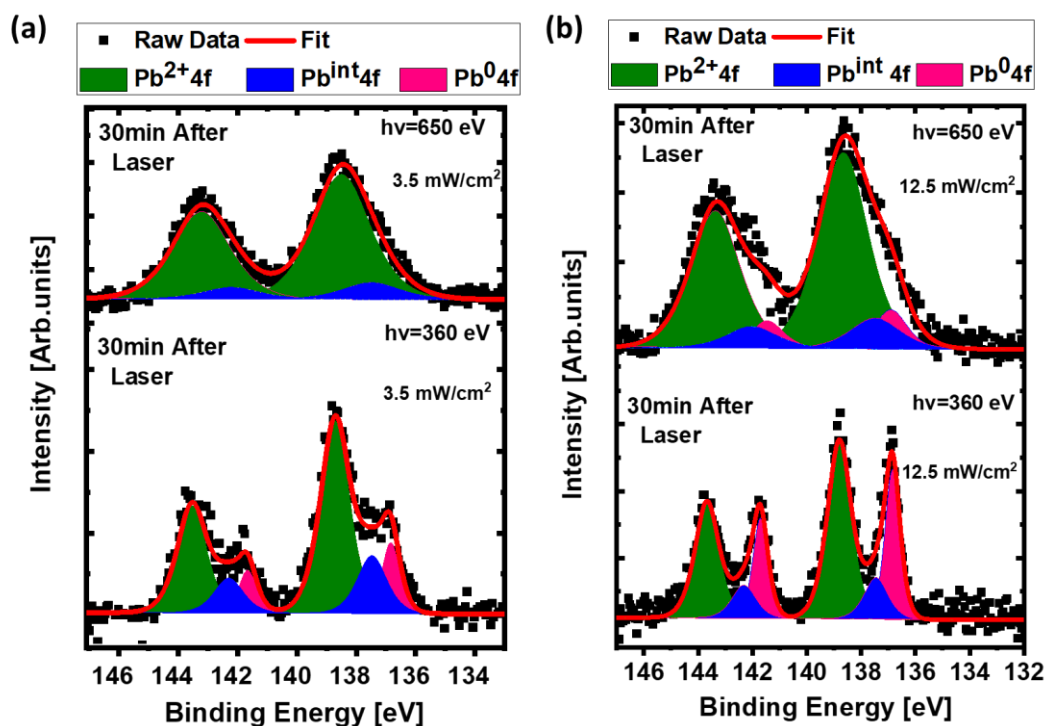 (a)
Raw Data Fit
Pb2+4f Pbint4f Pb04f
30min After
Laser
hν=650 eV
3.5 mW/cm2
30min After
Laser
hν=360 eV
3.5 mW/cm2
Intensity [Arb.units]
146 144 142 140 138 136 134
Binding Energy [eV]
(b)
Raw Data Fit
Pb2+4f Pbint 4f Pb04f
30min After
Laser
hν=650 eV
12.5 mW/cm2
30min After
Laser
hν=360 eV
12.5 mW/cm2
Intensity [Arb.units]
146 144 142 140 138 136 134 132
Binding Energy [eV]